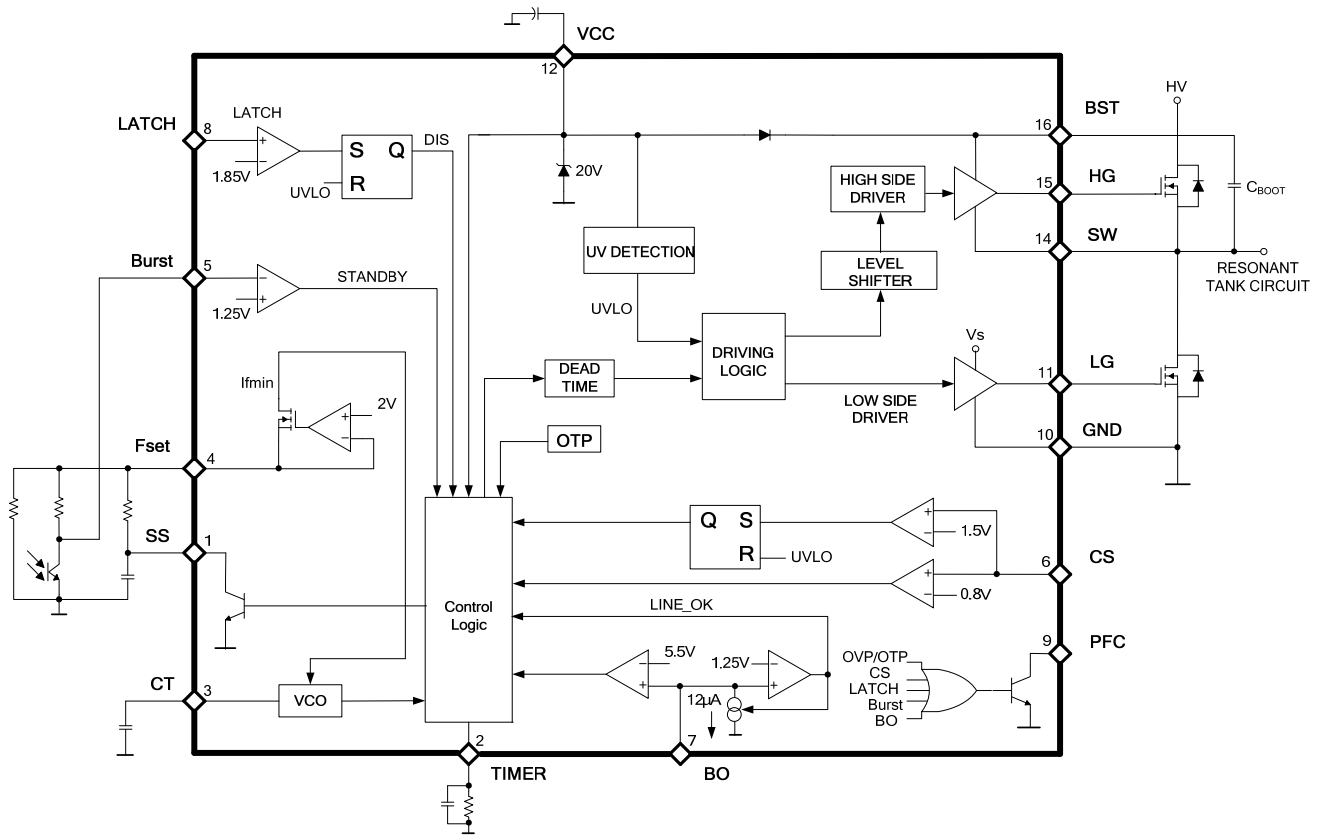 VCC
12
LATCH
8
LATCH
1.85V
+
−
S Q
R
UVLO
DIS
20V
BST
16
HV
HIGH SIDE
DRIVER
HG
15
CBOOT
SW
14
RESONANT
TANK CIRCUIT
UV DETECTION
LEVEL
SHIFTER
Burst
5
−
+
1.25V
STANDBY
UVLO
DRIVING
LOGIC
Vs
DEAD
TIME
LG
11
LOW SIDE
DRIVER
Ifmin
2V
+
−
OTP
GND
10
Fset
4
SS
1
Q S
R
UVLO
+
−
1.5V
CS
6
+
−
0.8V
Control
Logic
LINE_OK
PFC
9
5.5V
−
+
1.25V
−
+
12µA
OVP/OTP
CS
LATCH
Burst
BO
CT
3
VCO
2
TIMER
7
BO